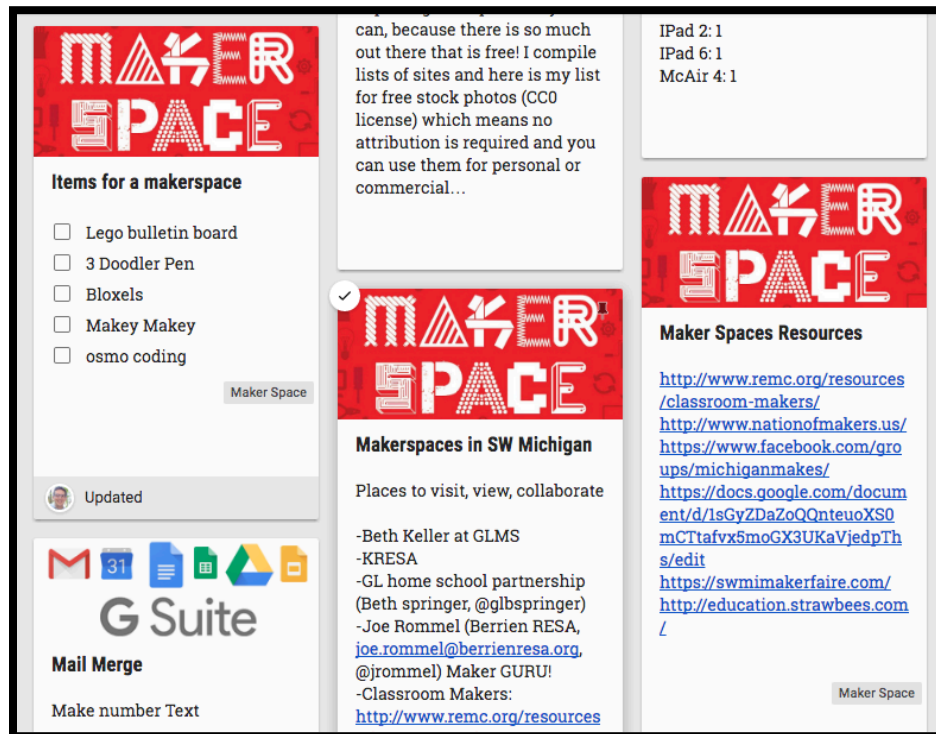 MAKER
SPACE
Items for a makerspace
Lego bulletin board
3 Doodler Pen
Bloxels
Makey Makey
osmo coding
Maker Space
Updated
31
G Suite
Mail Merge
Make number Text
can, because there is so much
out there that is free! I compile
lists of sites and here is my list
for free stock photos (CC0
license) which means no
attribution is required and you
can use them for personal or
commercial…
MAKER
SPACE
Makerspaces in SW Michigan
Places to visit, view, collaborate
-Beth Keller at GLMS
-KRESA
-GL home school partnership
(Beth springer, @glbspringer)
-Joe Rommel (Berrien RESA,
joe.rommel@berrienresa.org,
@jrommel) Maker GURU!
-Classroom Makers:
http://www.remc.org/resources
IPad 2: 1
IPad 6: 1
McAir 4: 1
MAKER
SPACE
Maker Spaces Resources
http://www.remc.org/resources
/classroom-makers/
http://www.nationofmakers.us/
https://www.facebook.com/gro
ups/michiganmakes/
https://docs.google.com/docum
ent/d/1sGyZDaZoQQnteuoXS0
mCTtafvx5moGX3UKaVjedpTh
s/edit
https://swmimakerfaire.com/
http://education.strawbees.com
/
Maker Space